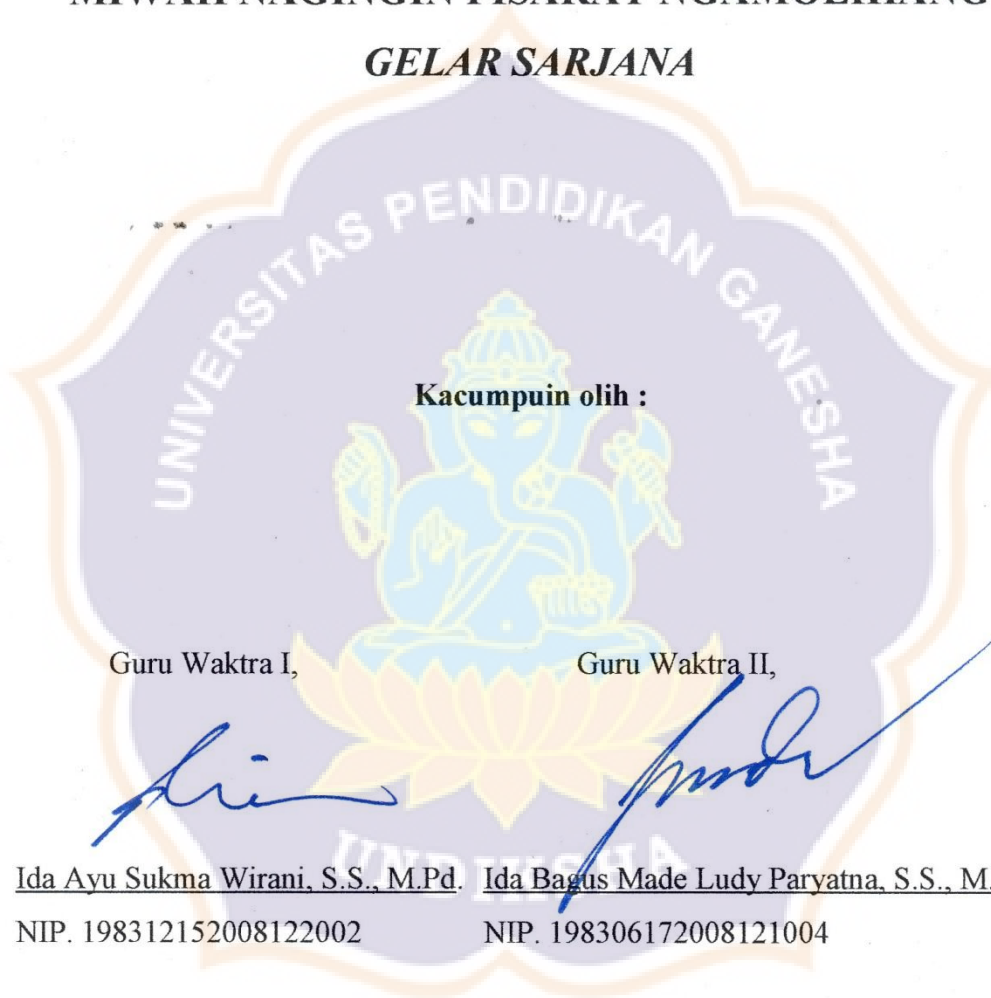 GELAR SARJANA
UNIVERSITAS PENDIDIKAN GANESHA
Kacumpuin olih :
Guru Waktra I, Guru Waktra II,
UNDIKSHA
Ida Ayu Sukma Wirani, S.S., M.Pd. Ida Bagus Made Ludy Paryatna, S.S., M.
NIP. 198312152008122002 NIP. 198306172008121004